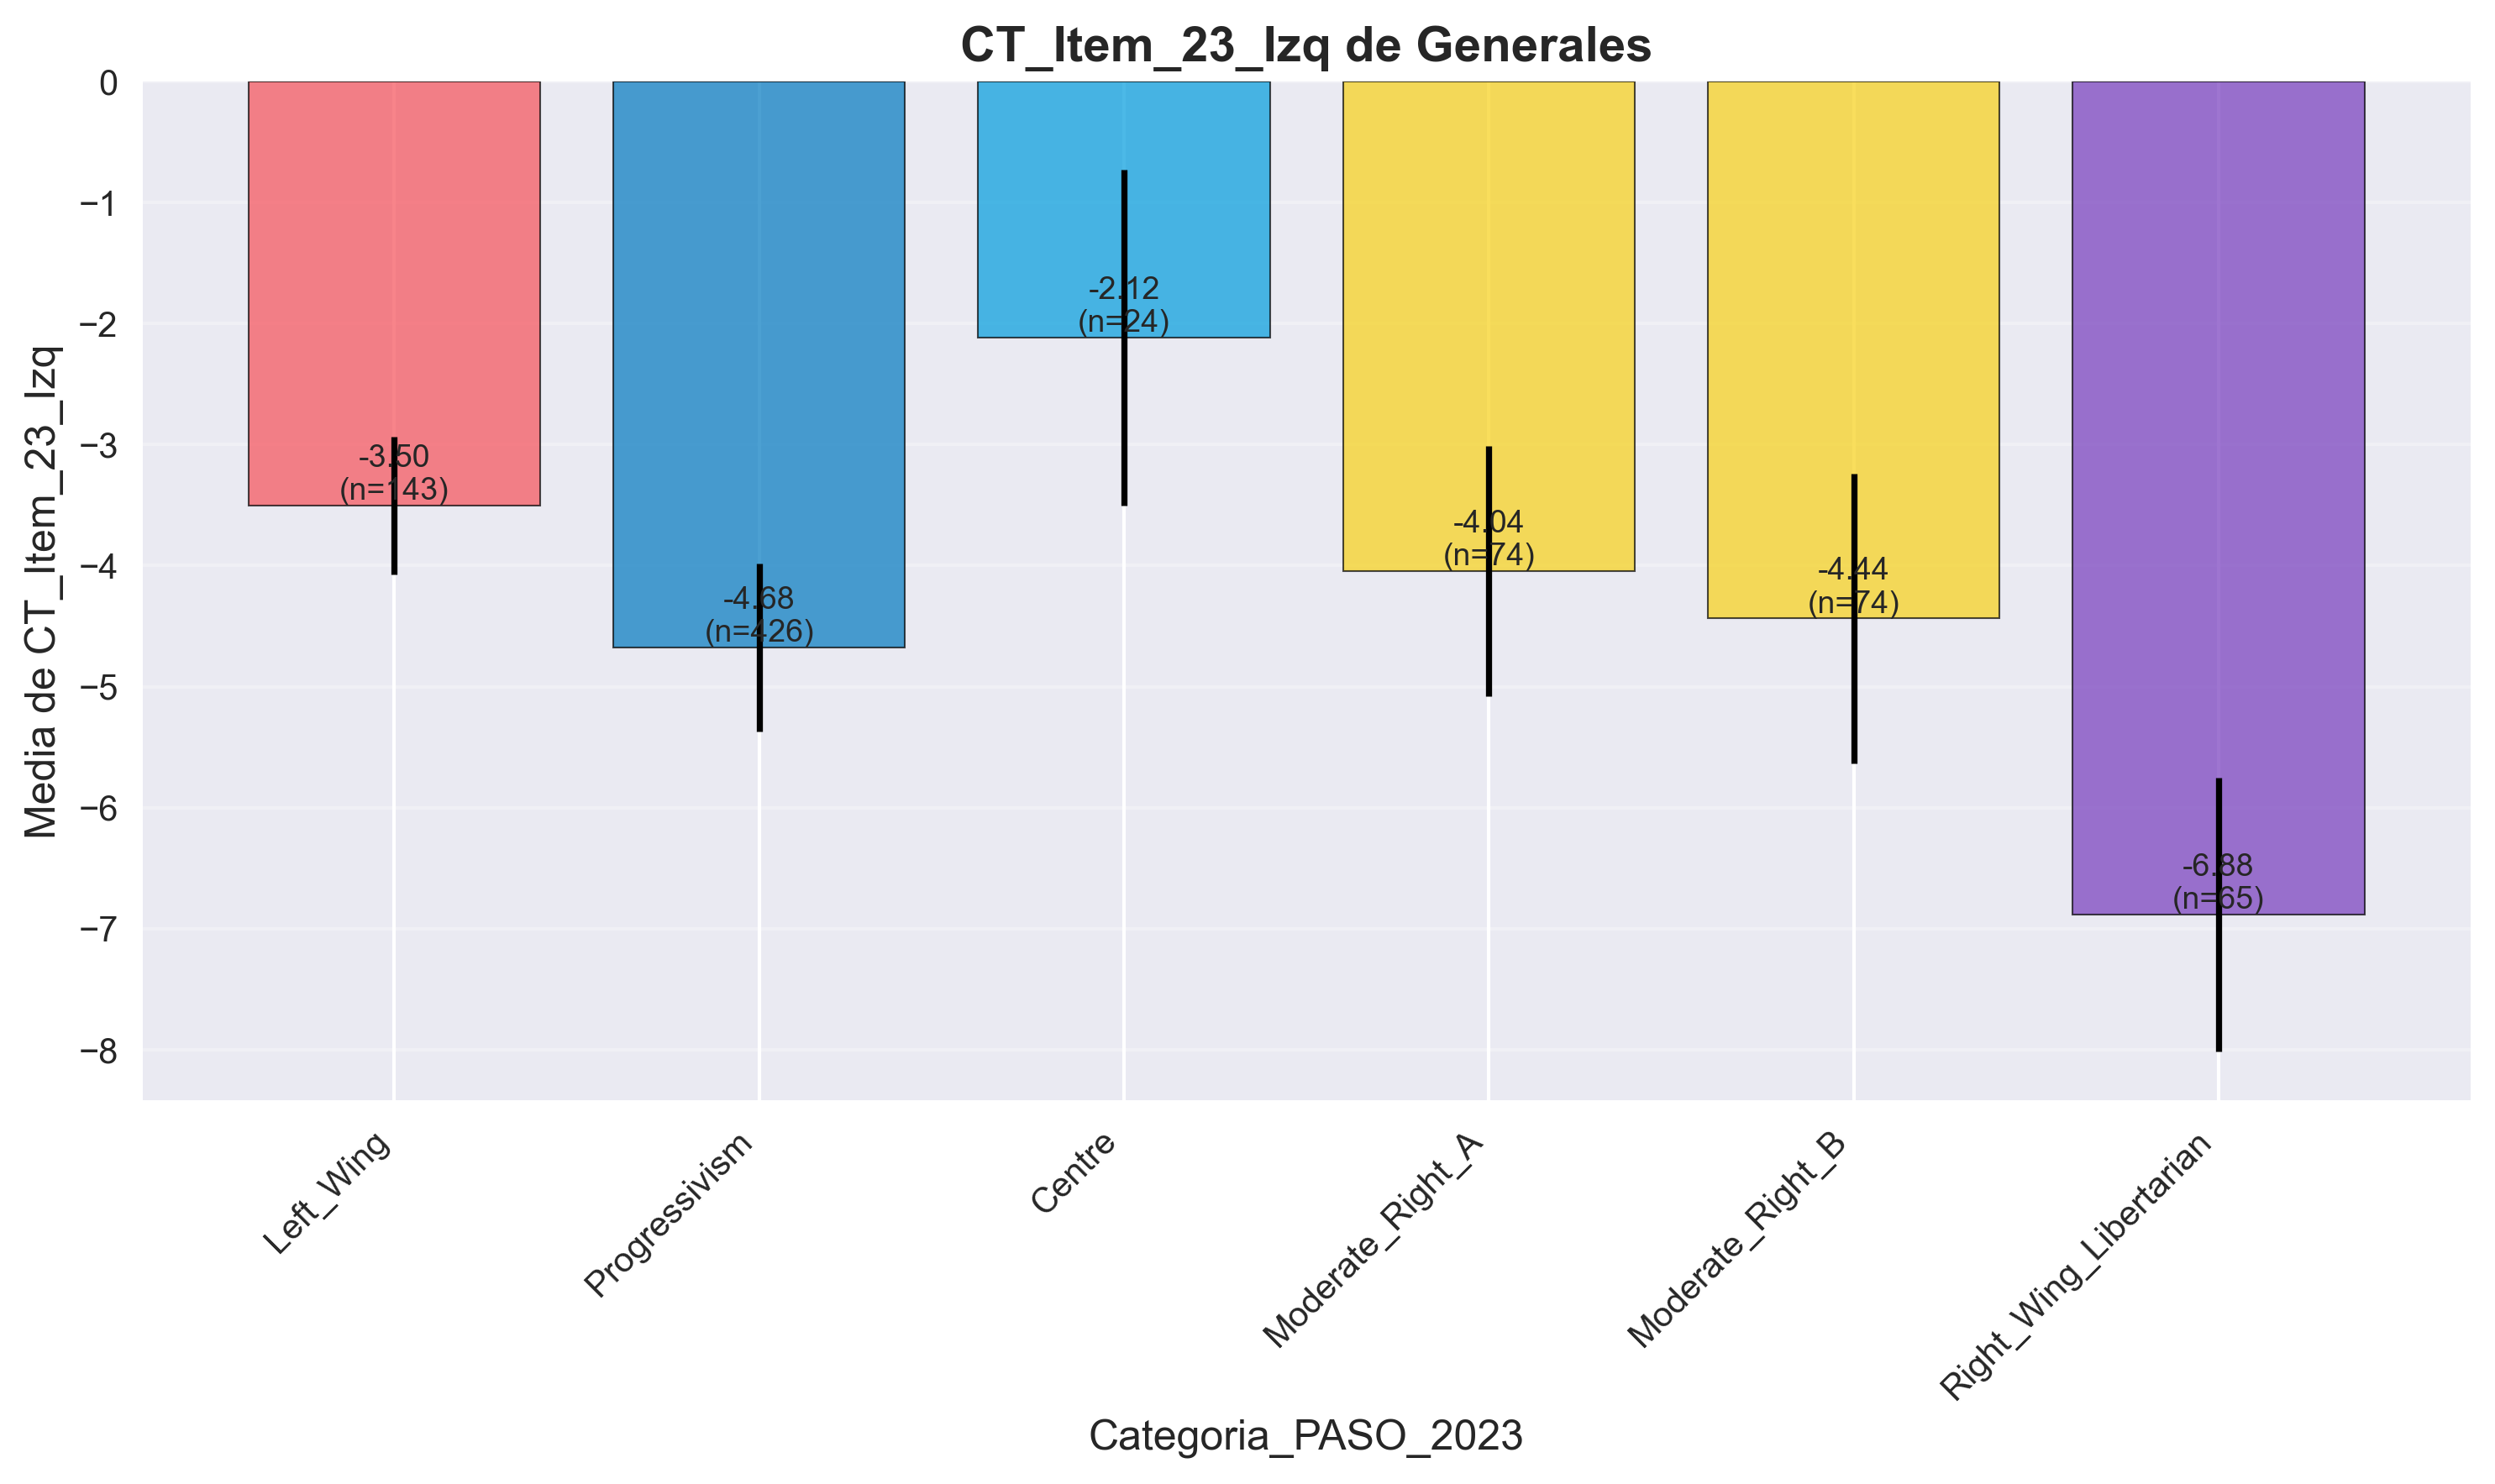 CT_Item_23_Izq de Generales
Media de CT_Item_23_Izq
0
−1
−2
−3
−4
−5
−6
−7
−8
-3.50
(n=143)
-4.68
(n=426)
-2.12
(n=24)
-4.04
(n=74)
-4.44
(n=74)
-6.88
(n=65)
Left_Wing
Progressivism
Centre
Moderate_Right_A
Moderate_Right_B
Right_Wing_Libertarian
Categoria_PASO_2023